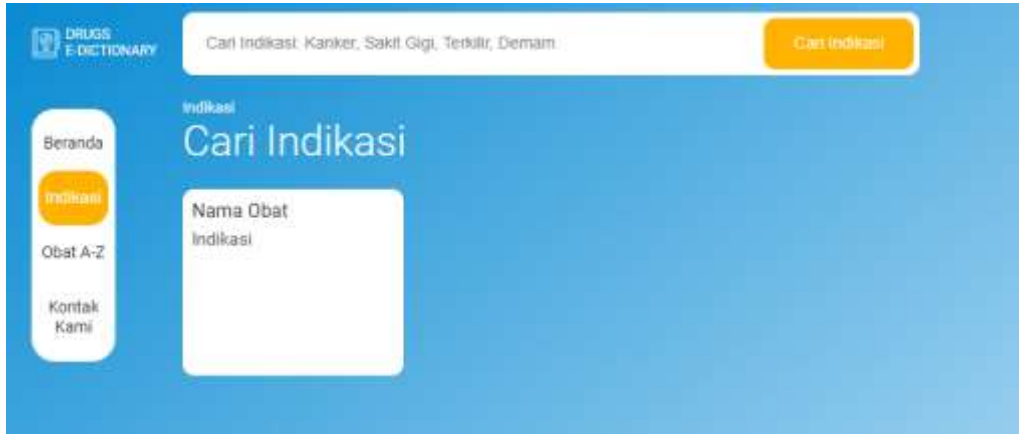 DRUGS
E-DICTIONARY
Cari Indikasi: Kanker, Sakit Gigi, Terkilir, Demam
Cari Indikasi
Beranda
Indikasi
Obat A-Z
Kontak
Kami
Indikasi
Cari Indikasi
Nama Obat
Indikasi